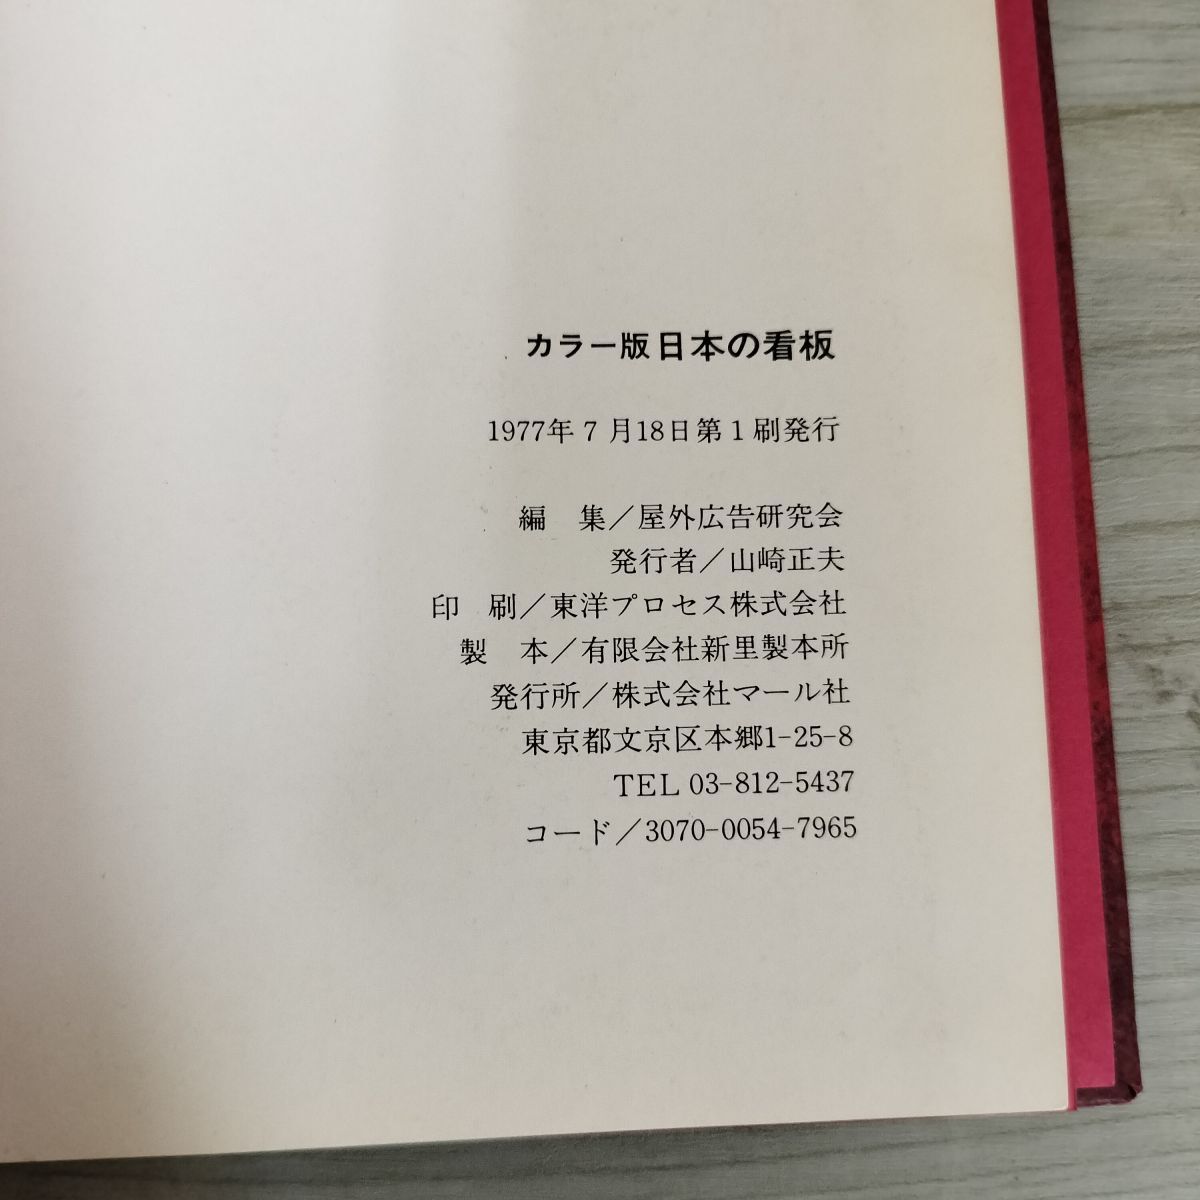 カラー版日本の看板
1977年7月18日第1刷発行
編　集／屋外広告研究会
発行者／山崎正夫
印　刷／東洋プロセス株式会社
製　本／有限会社新里製本所
発行所／株式会社マール社
東京都文京区本郷1-25-8
TEL 03-812-5437
コード／3070-0054-7965